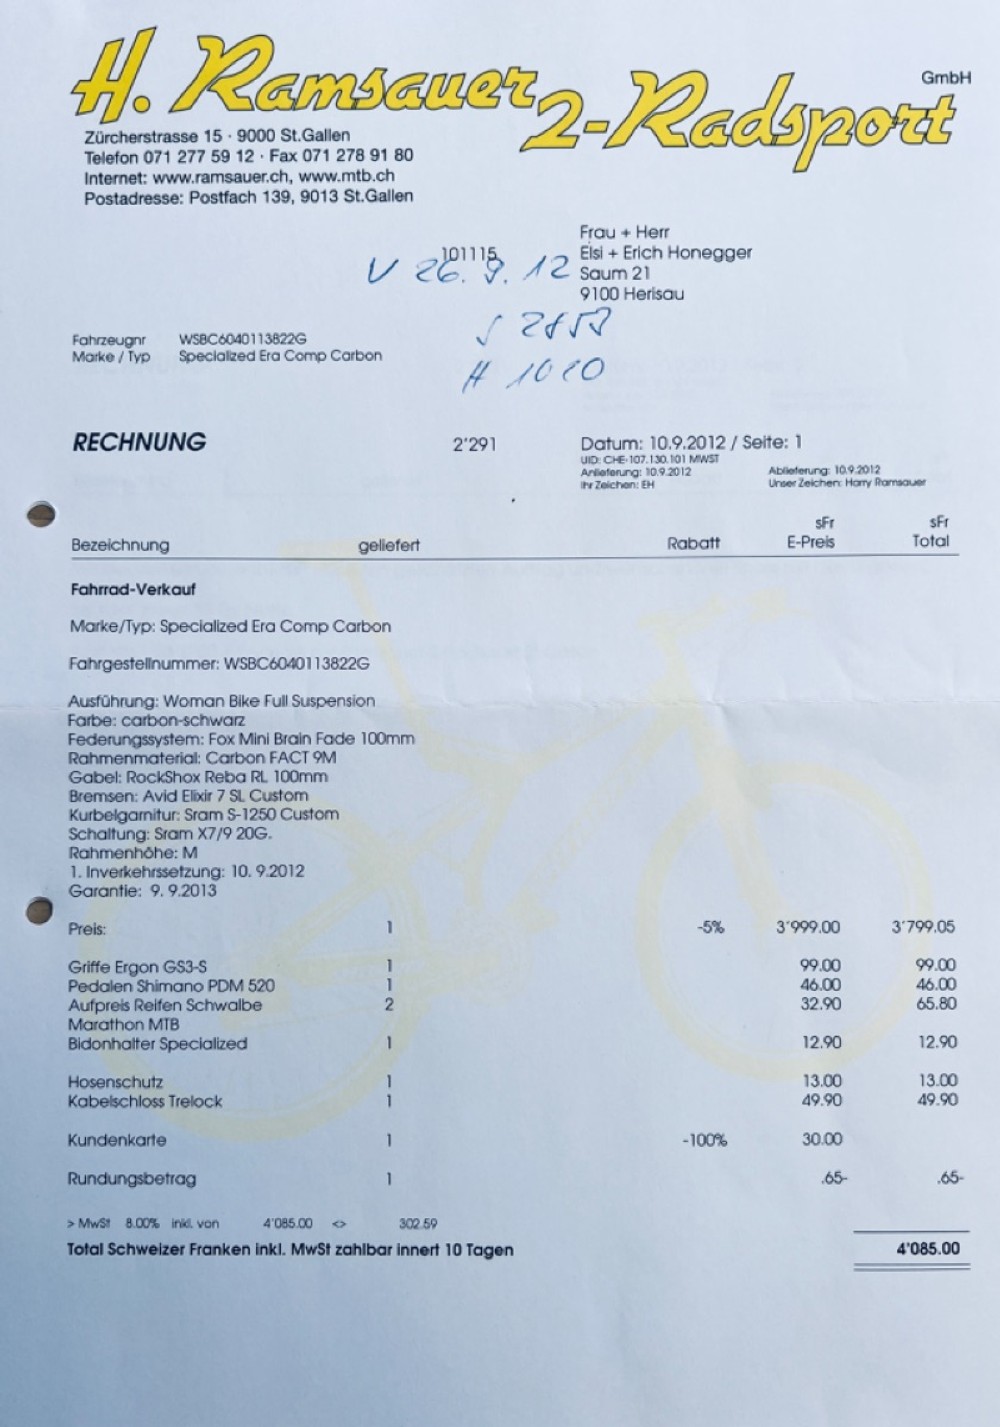 H. Ramsauer 2-Radsport GmbH
Zürcherstrasse 15 · 9000 St.Gallen
Telefon 071 277 59 12 · Fax 071 278 91 80
Internet: www.ramsauer.ch, www.mtb.ch
Postadresse: Postfach 139, 9013 St.Gallen
Frau + Herr
101115 Elsi + Erich Honegger
V 26. 9. 12 Saum 21
9100 Herisau
Fahrzeugnr WSBC6040113822G
Marke / Typ Specialized Era Comp Carbon
H 1020
RECHNUNG 2'291 Datum: 10.9.2012 / Seite: 1
UID: CHE-107.130.101 MWST
Anlieferung: 10.9.2012 Ablieferung: 10.9.2012
Ihr Zeichen: EH Unser Zeichen: Harry Ramsauer
sFr sFr
Bezeichnung geliefert Rabatt E-Preis Total
Fahrrad-Verkauf
Marke/Typ: Specialized Era Comp Carbon
Fahrgestellnummer: WSBC6040113822G
Ausführung: Woman Bike Full Suspension
Farbe: carbon-schwarz
Federungssystem: Fox Mini Brain Fade 100mm
Rahmenmaterial: Carbon FACT 9M
Gabel: RockShox Reba RL 100mm
Bremsen: Avid Elixir 7 SL Custom
Kurbelgarnitur: Sram S-1250 Custom
Schaltung: Sram X7/9 20G.
Rahmenhöhe: M
1. Inverkehrssetzung: 10. 9.2012
Garantie: 9. 9.2013
Preis: 1 -5% 3'999.00 3'799.05
Griffe Ergon GS3-S 1 99.00 99.00
Pedalen Shimano PDM 520 1 46.00 46.00
Aufpreis Reifen Schwalbe 2 32.90 65.80
Marathon MTB
Bidonhalter Specialized 1 12.90 12.90
Hosenschutz 1 13.00 13.00
Kabelschloss Trelock 1 49.90 49.90
Kundenkarte 1 -100% 30.00
Rundungsbetrag 1 .65- .65-
> MwSt 8.00% inkl. von 4'085.00 <> 302.59
Total Schweizer Franken inkl. MwSt zahlbar innert 10 Tagen 4'085.00